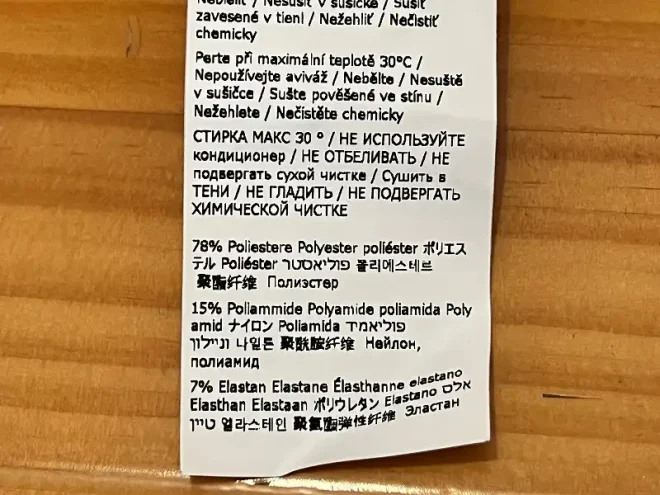 Nebieliť / Nesušiť v sušičke / Sušiť
zavesené v tieni / Nežehliť / Nečistiť
chemicky
Perte při maximální teplotě 30°C /
Nepoužívejte aviváž / Nebělte / Nesuště
v sušičce / Sušte pověšené ve stínu /
Nežehlete / Nečistěte chemicky
СТИРКА МАКС 30 ° / НЕ ИСПОЛЬЗУЙТЕ
кондиционер / НЕ ОТБЕЛИВАТЬ / НЕ
подвергать сухой чистке / Сушить в
ТЕНИ / НЕ ГЛАДИТЬ / НЕ ПОДВЕРГАТЬ
ХИМИЧЕСКОЙ ЧИСТКЕ
78% Poliestere Polyester poliéster ポリエス
テル Poliéster פוליאסטר 폴리에스테르
聚酯纤维 Полиэстер
15% Poliammide Polyamide poliamida Poly
amid ナイロン Poliamida פוליאמיד
וניילון 나일론 聚酰胺纤维 Нейлон,
полиамид
7% Elastan Elastane Élasthanne elastano
Elasthan Elastaan ポリウレタン Elastano אלס
טיין 엘라스테인 聚氨酯弹性纤维 Эластан